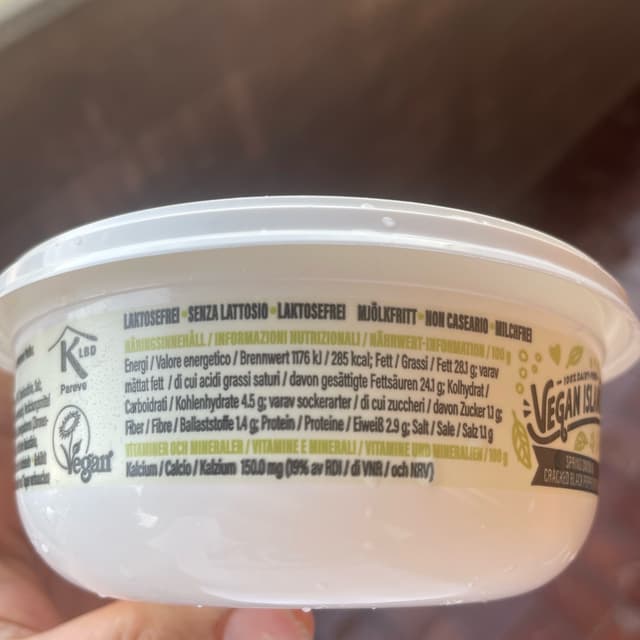 LAKTOSEFREI • SENZA LATTOSIO • LAKTOSEFREI MJÖLKFRITT • NON CASEARIO • MILCHFREI
NÄRINGSINNEHÅLL / INFORMAZIONI NUTRIZIONALI / NÄHRWERT-INFORMATION / 100 g
Energi / Valore energetico / Brennwert 1176 kJ / 285 kcal; Fett / Grassi / Fett 28.1 g; varav
mättat fett / di cui acidi grassi saturi / davon gesättigte Fettsäuren 24.1 g; Kolhydrat /
Carboidrati / Kohlenhydrate 4.5 g; varav sockerarter / di cui zuccheri / davon Zucker 1.1 g
Fiber / Fibre / Ballaststoffe 1.4 g; Protein / Proteine / Eiweiß 2.9 g; Salt / Sale / Salz 1.1 g
VITAMINER OCH MINERALER / VITAMINE E MINERALI / VITAMINE UND MINERALIEN / 100 g
Kalcium / Calcio / Kalzium 150.0 mg (19% av RDI / di VNR / och NRV)
K LBD
Pareve
Vegan
VEGAN
CRACKED BLACK